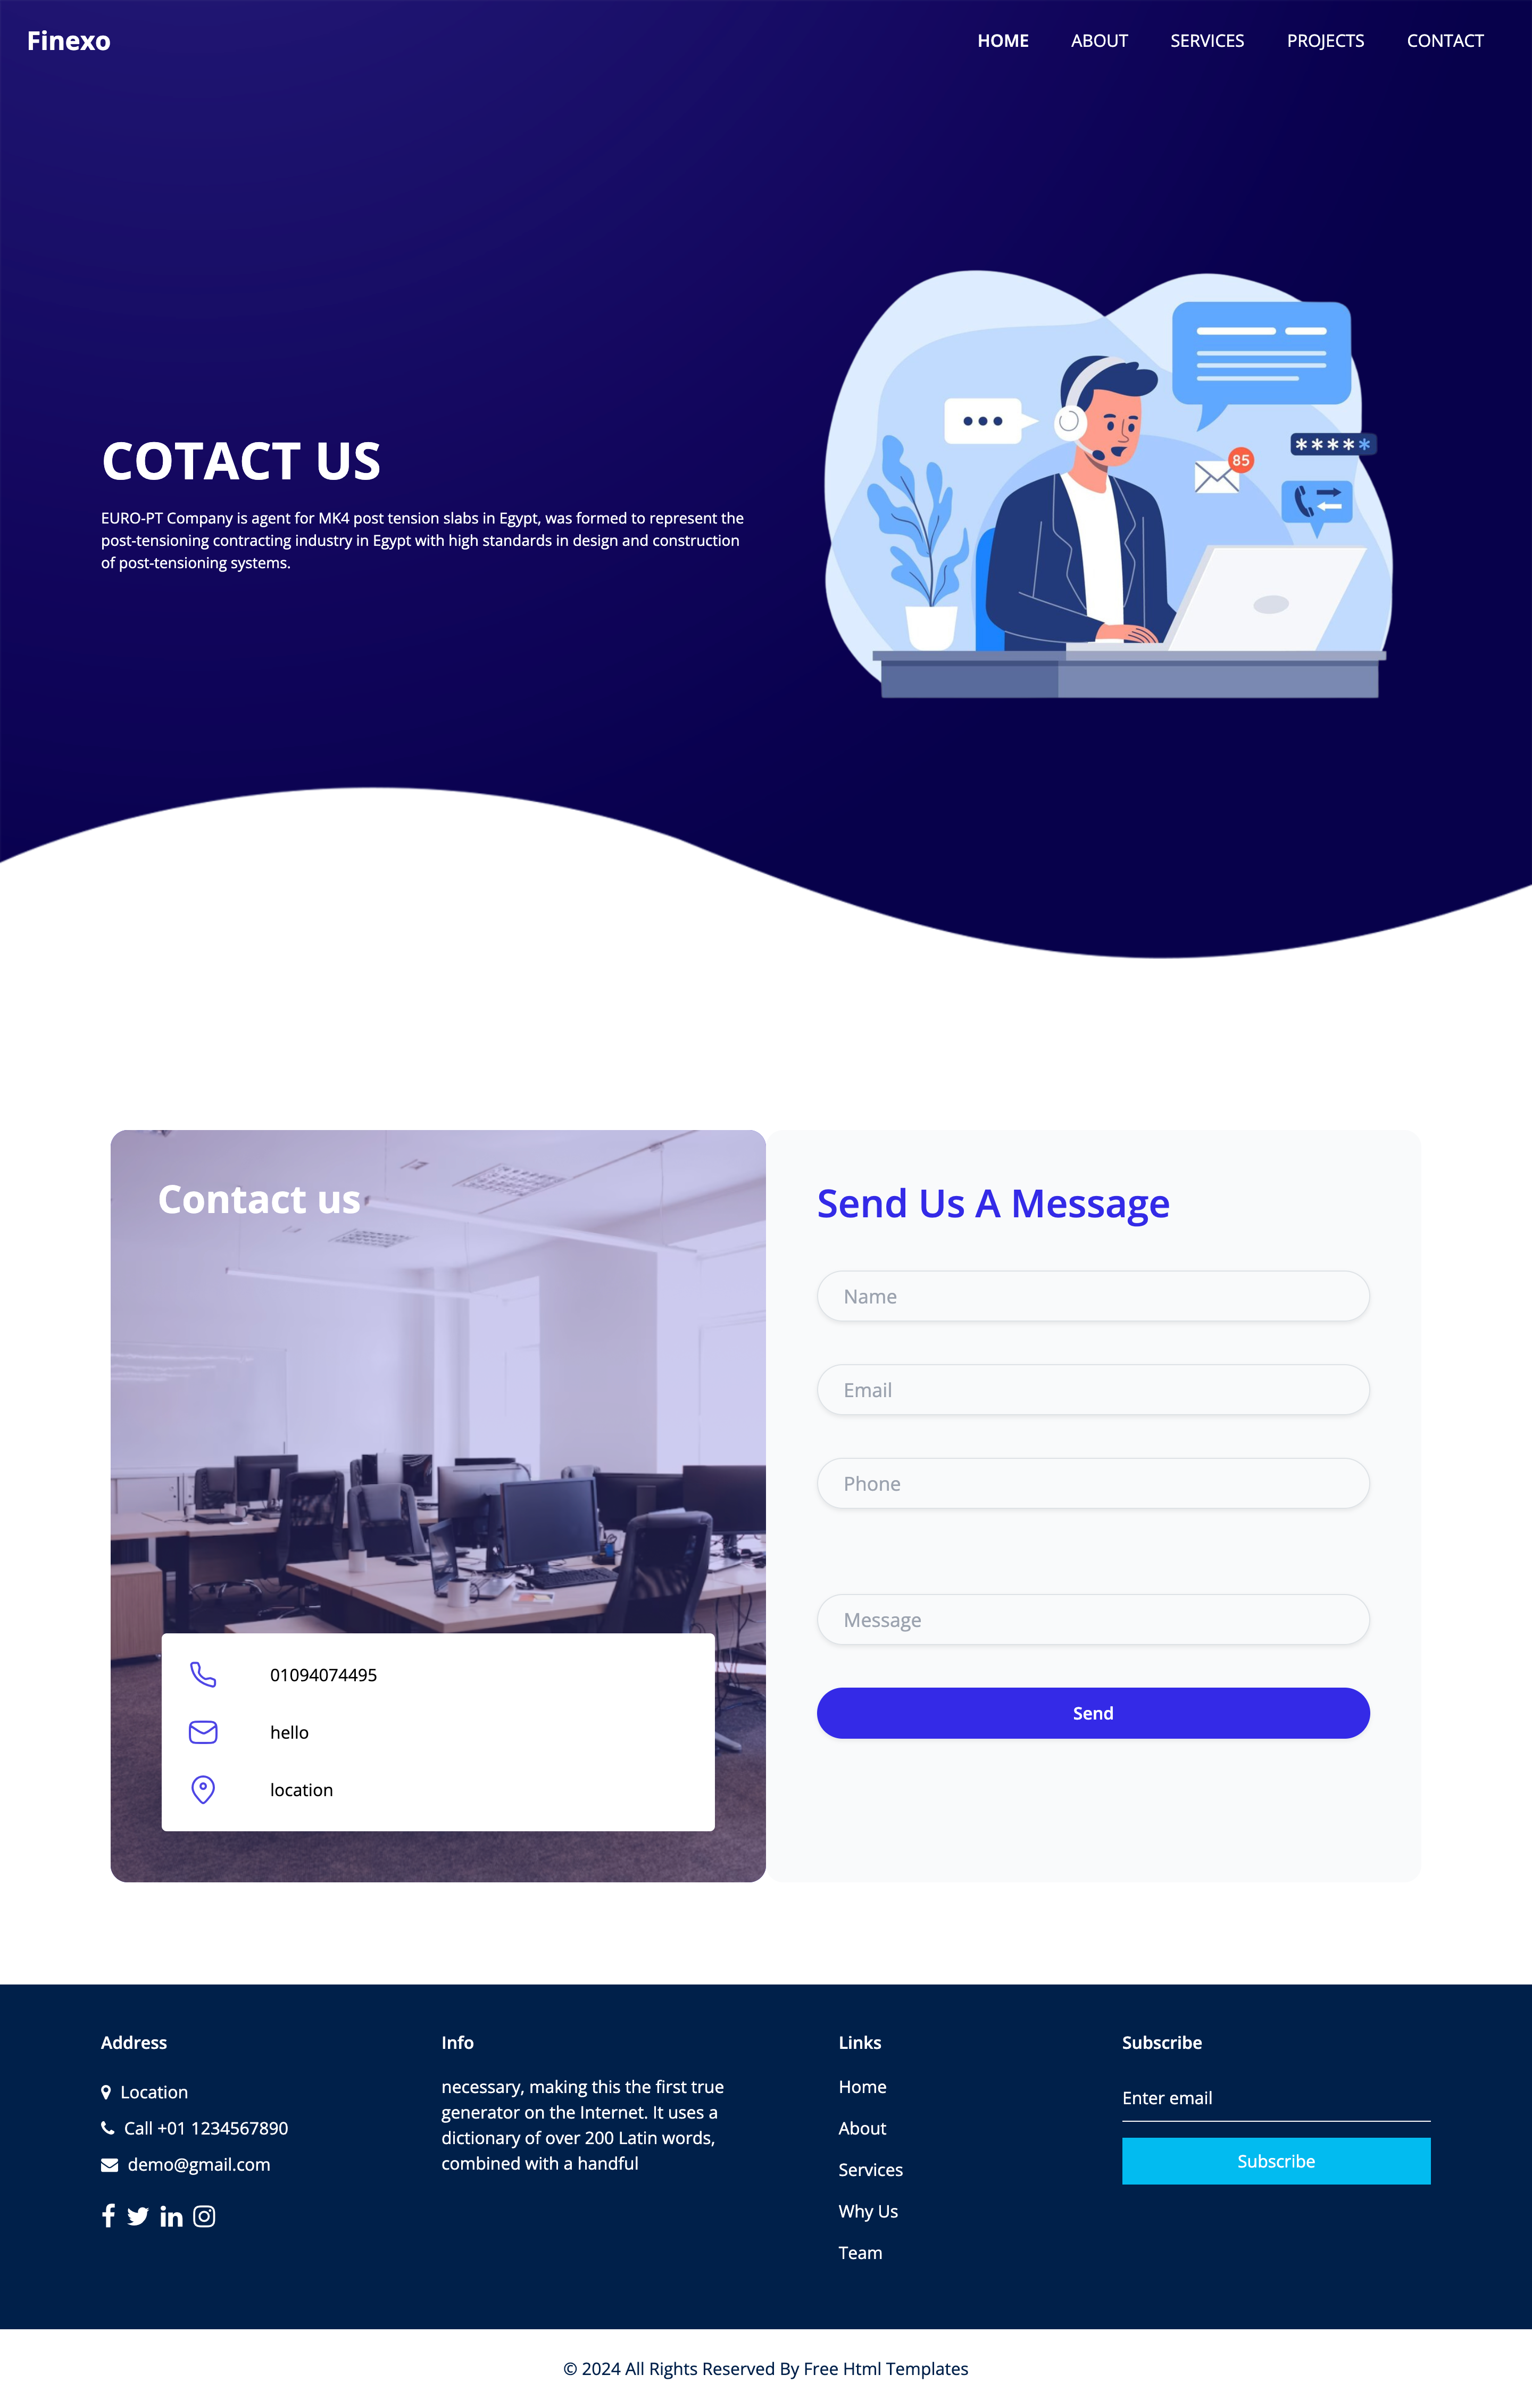 Finexo
HOME ABOUT SERVICES PROJECTS CONTACT
85
*****
COTACT US
EURO-PT Company is agent for MK4 post tension slabs in Egypt, was formed to represent the
post-tensioning contracting industry in Egypt with high standards in design and construction
of post-tensioning systems.
Contact us
01094074495
hello
location
Send Us A Message
Name
Email
Phone
Message
Send
Address
Location
Call +01 1234567890
demo@gmail.com
Info
necessary, making this the first true
generator on the Internet. It uses a
dictionary of over 200 Latin words,
combined with a handful
Links
Home
About
Services
Why Us
Team
Subscribe
Enter email
Subscribe
© 2024 All Rights Reserved By Free Html Templates